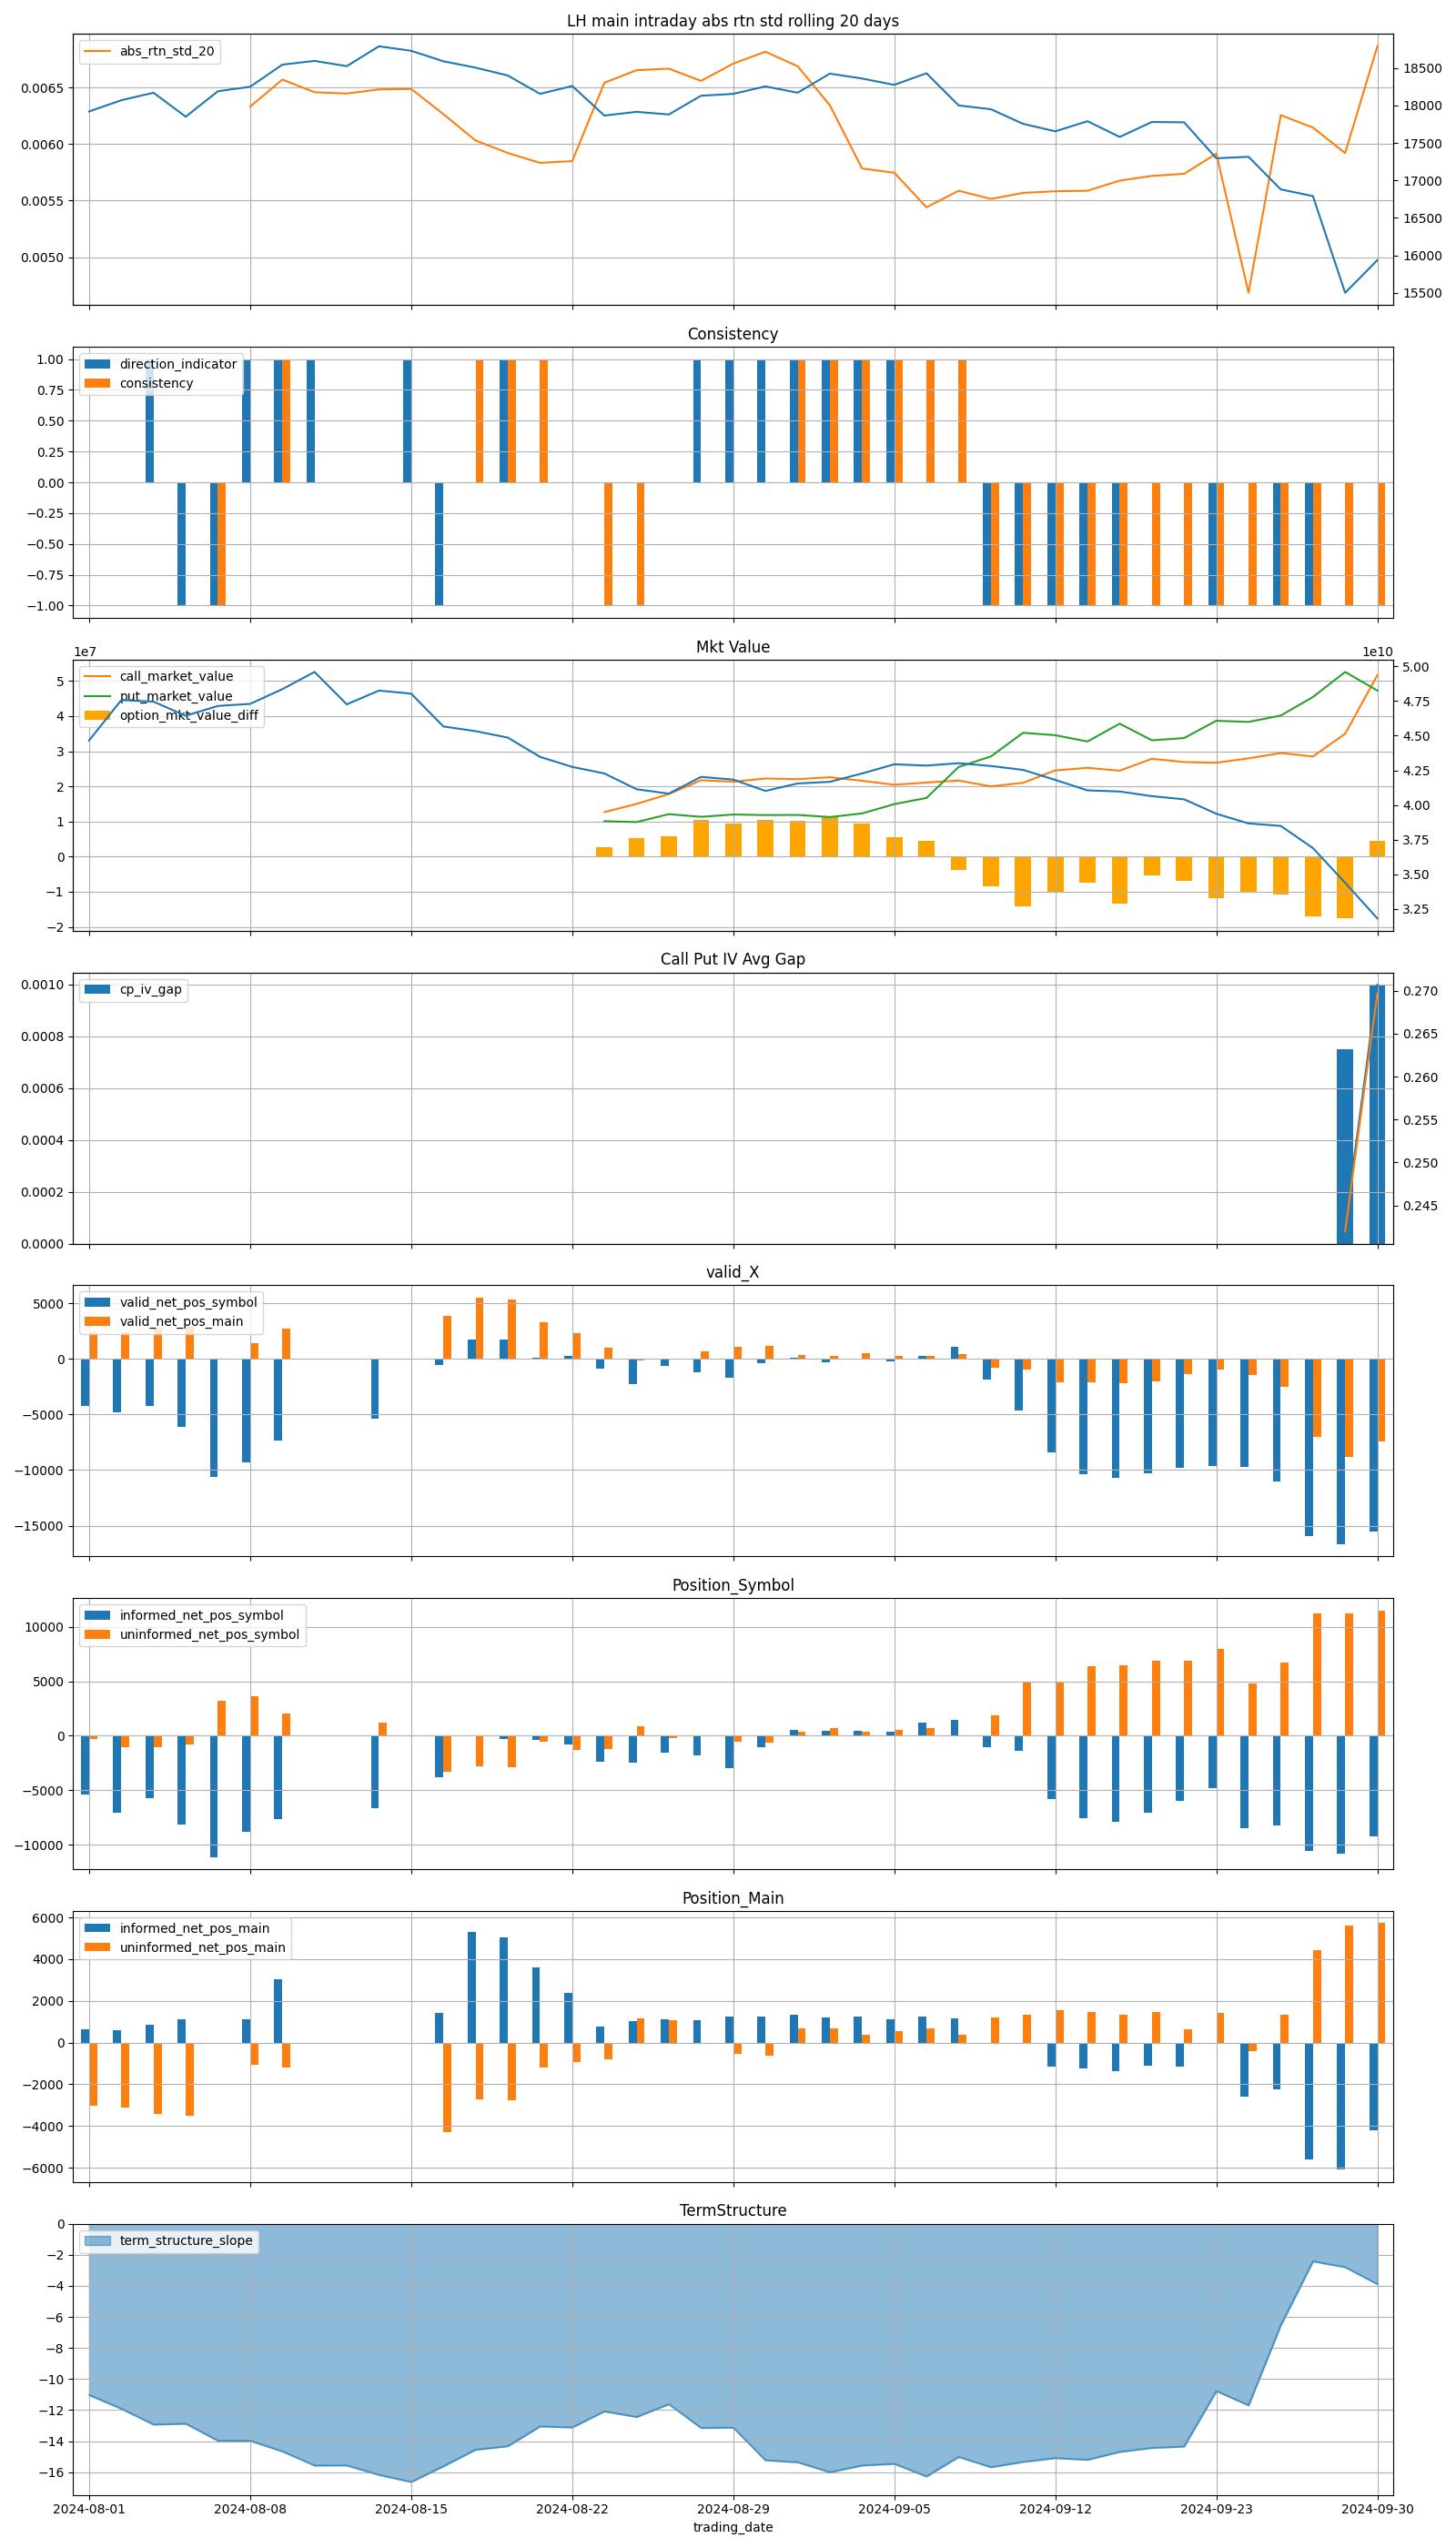 LH main intraday abs rtn std rolling 20 days
abs_rtn_std_20
0.0065
0.0060
0.0055
0.0050
18500
18000
17500
17000
16500
16000
15500
Consistency
direction_indicator
consistency
1.00
0.75
0.50
0.25
0.00
−0.25
−0.50
−0.75
−1.00
Mkt Value
1e7
1e10
call_market_value
put_market_value
option_mkt_value_diff
5
4
3
2
1
0
−1
−2
5.00
4.75
4.50
4.25
4.00
3.75
3.50
3.25
Call Put IV Avg Gap
cp_iv_gap
0.0010
0.0008
0.0006
0.0004
0.0002
0.0000
0.270
0.265
0.260
0.255
0.250
0.245
valid_X
valid_net_pos_symbol
valid_net_pos_main
5000
0
−5000
−10000
−15000
Position_Symbol
informed_net_pos_symbol
uninformed_net_pos_symbol
10000
5000
0
−5000
−10000
Position_Main
informed_net_pos_main
uninformed_net_pos_main
6000
4000
2000
0
−2000
−4000
−6000
TermStructure
term_structure_slope
0
−2
−4
−6
−8
−10
−12
−14
−16
2024-08-01 2024-08-08 2024-08-15 2024-08-22 2024-08-29 2024-09-05 2024-09-12 2024-09-23 2024-09-30
trading_date